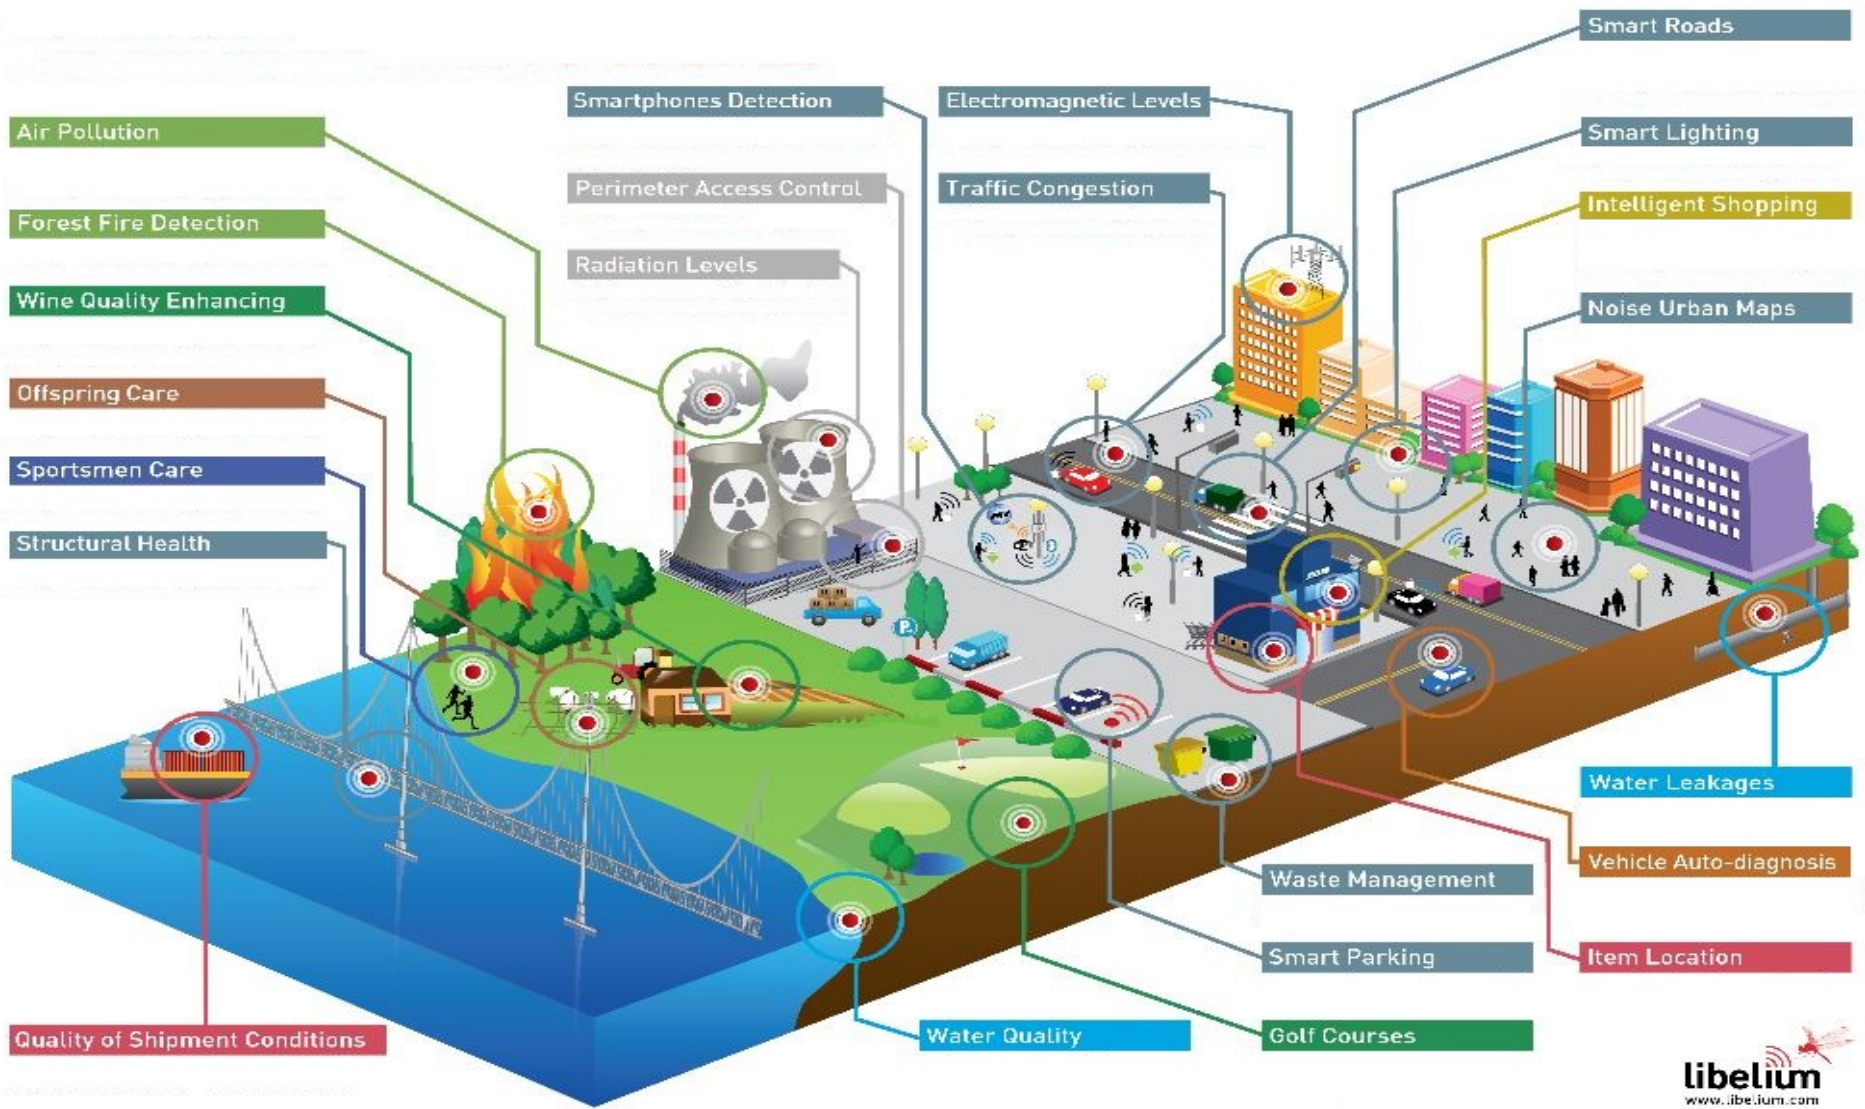 Smart Roads
Smartphones Detection
Electromagnetic Levels
Air Pollution
Smart Lighting
Perimeter Access Control
Traffic Congestion
Intelligent Shopping
Forest Fire Detection
Radiation Levels
Wine Quality Enhancing
Noise Urban Maps
Offspring Care
Sportsmen Care
Structural Health
P
Water Leakages
Vehicle Auto-diagnosis
Waste Management
Smart Parking
Item Location
Quality of Shipment Conditions
Water Quality
Golf Courses
libelium
www.libelium.com